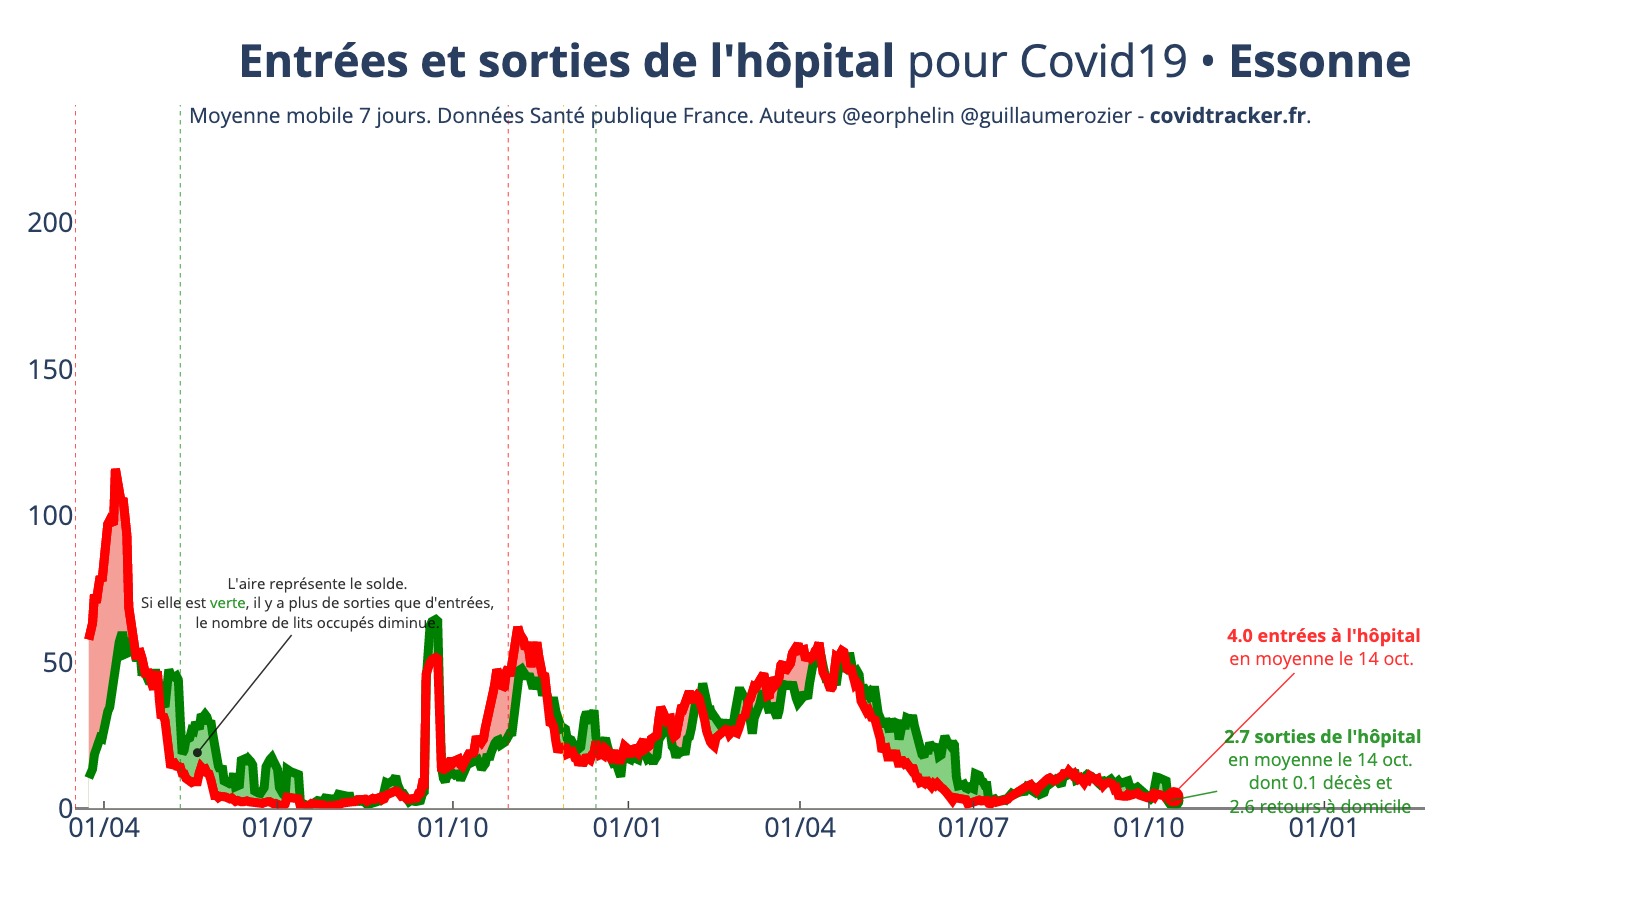 Entrées et sorties de l'hôpital pour Covid19 • Essonne
Moyenne mobile 7 jours. Données Santé publique France. Auteurs @eorphelin @guillaumerozier - covidtracker.fr.
200
150
100
50
0
L'aire représente le solde.
Si elle est verte, il y a plus de sorties que d'entrées,
le nombre de lits occupés diminue.
4.0 entrées à l'hôpital
en moyenne le 14 oct.
2.7 sorties de l'hôpital
en moyenne le 14 oct.
dont 0.1 décès et
2.6 retours à domicile
01/04 01/07 01/10 01/01 01/04 01/07 01/10 01/01